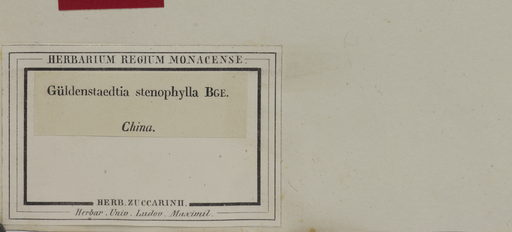 HERBARIUM REGIUM MONACENSE.
Güldenstaedtia stenophylla BGE.
China.
HERB. ZUCCARINII.
Herbar. Univ. Ludov. Maximil.